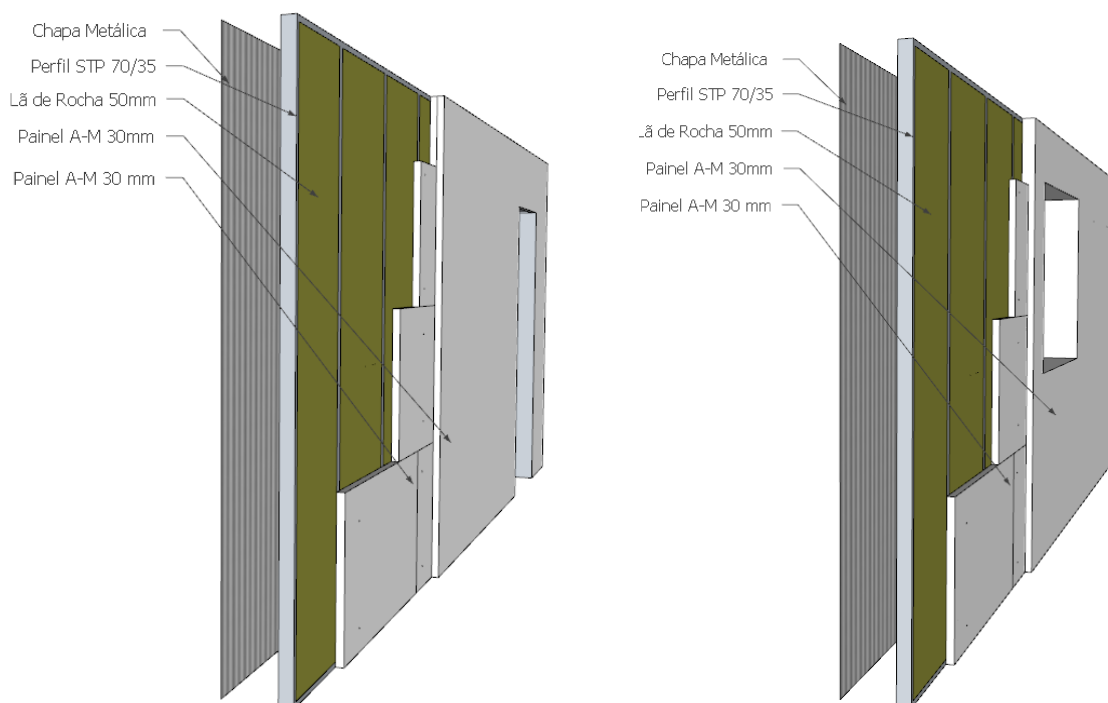 Chapa Metálica
Perfil STP 70/35
Lã de Rocha 50mm
Painel A-M 30mm
Painel A-M 30 mm
Chapa Metálica
Perfil STP 70/35
Lã de Rocha 50mm
Painel A-M 30mm
Painel A-M 30 mm